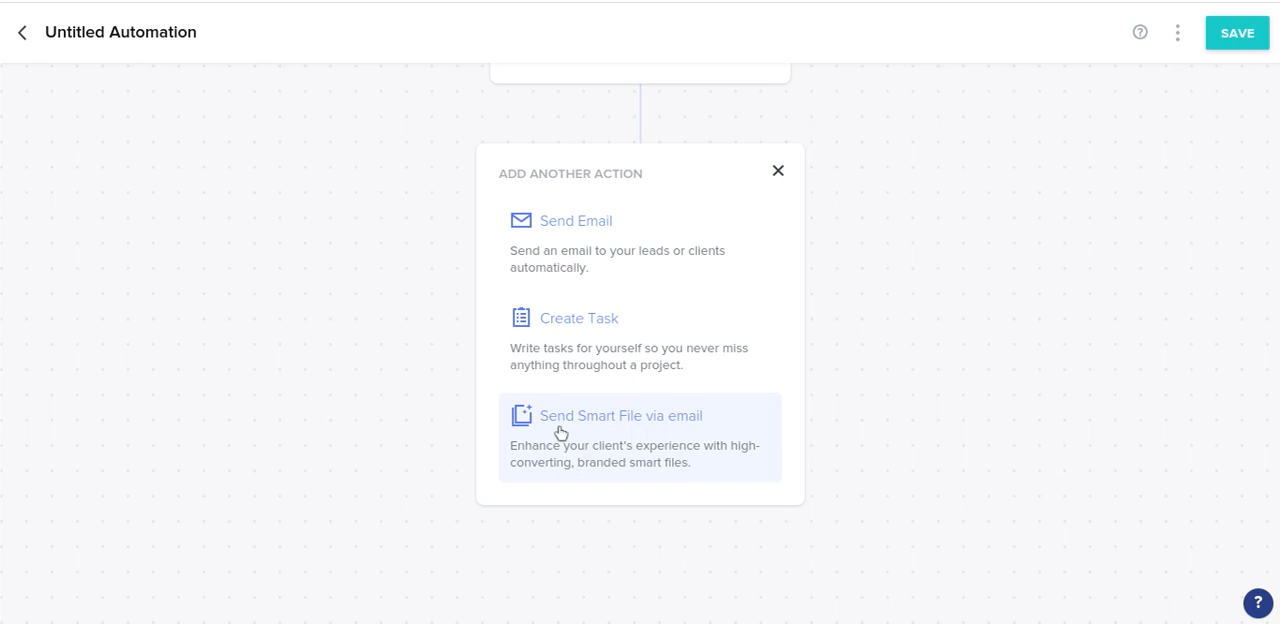 Untitled Automation
SAVE
ADD ANOTHER ACTION
Send Email
Send an email to your leads or clients
automatically.
Create Task
Write tasks for yourself so you never miss
anything throughout a project.
Send Smart File via email
Enhance your client's experience with high-
converting, branded smart files.
?